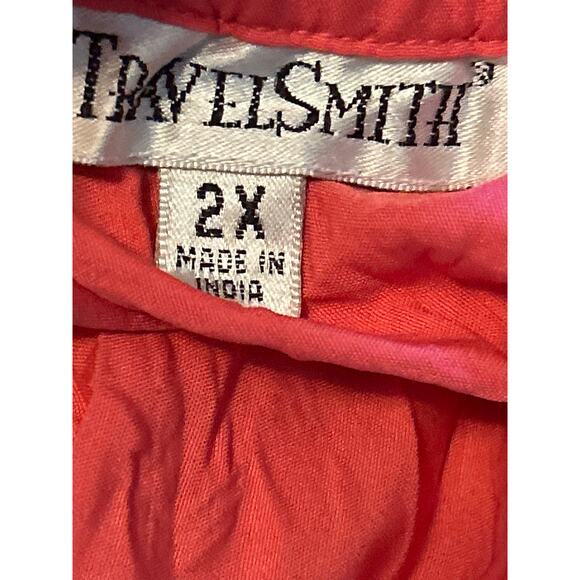 TRAVELSMITH®
2X
MADE IN
INDIA